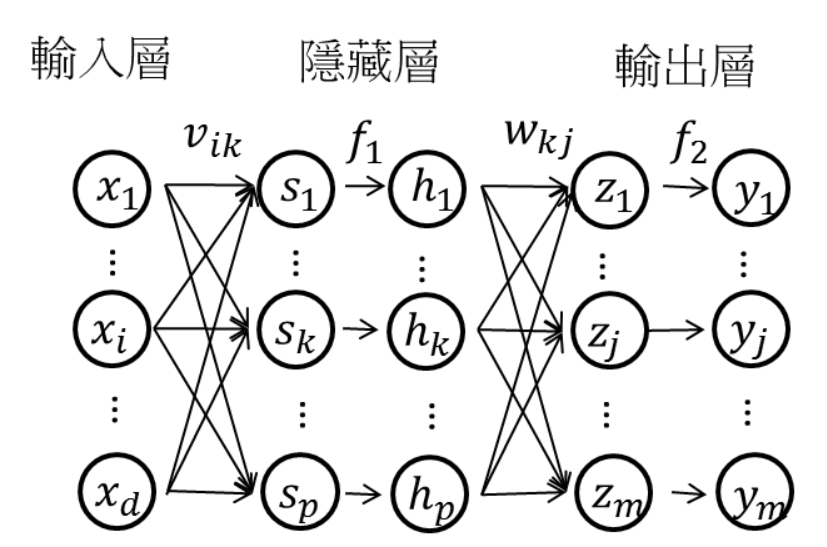 輸入層 隱藏層 輸出層
v_{ik} f_1 w_{kj} f_2
x_1 s_1 h_1 z_1 y_1
⋮ ⋮ ⋮ ⋮ ⋮
x_i s_k h_k z_j y_j
⋮ ⋮ ⋮ ⋮ ⋮
x_d s_p h_p z_m y_m